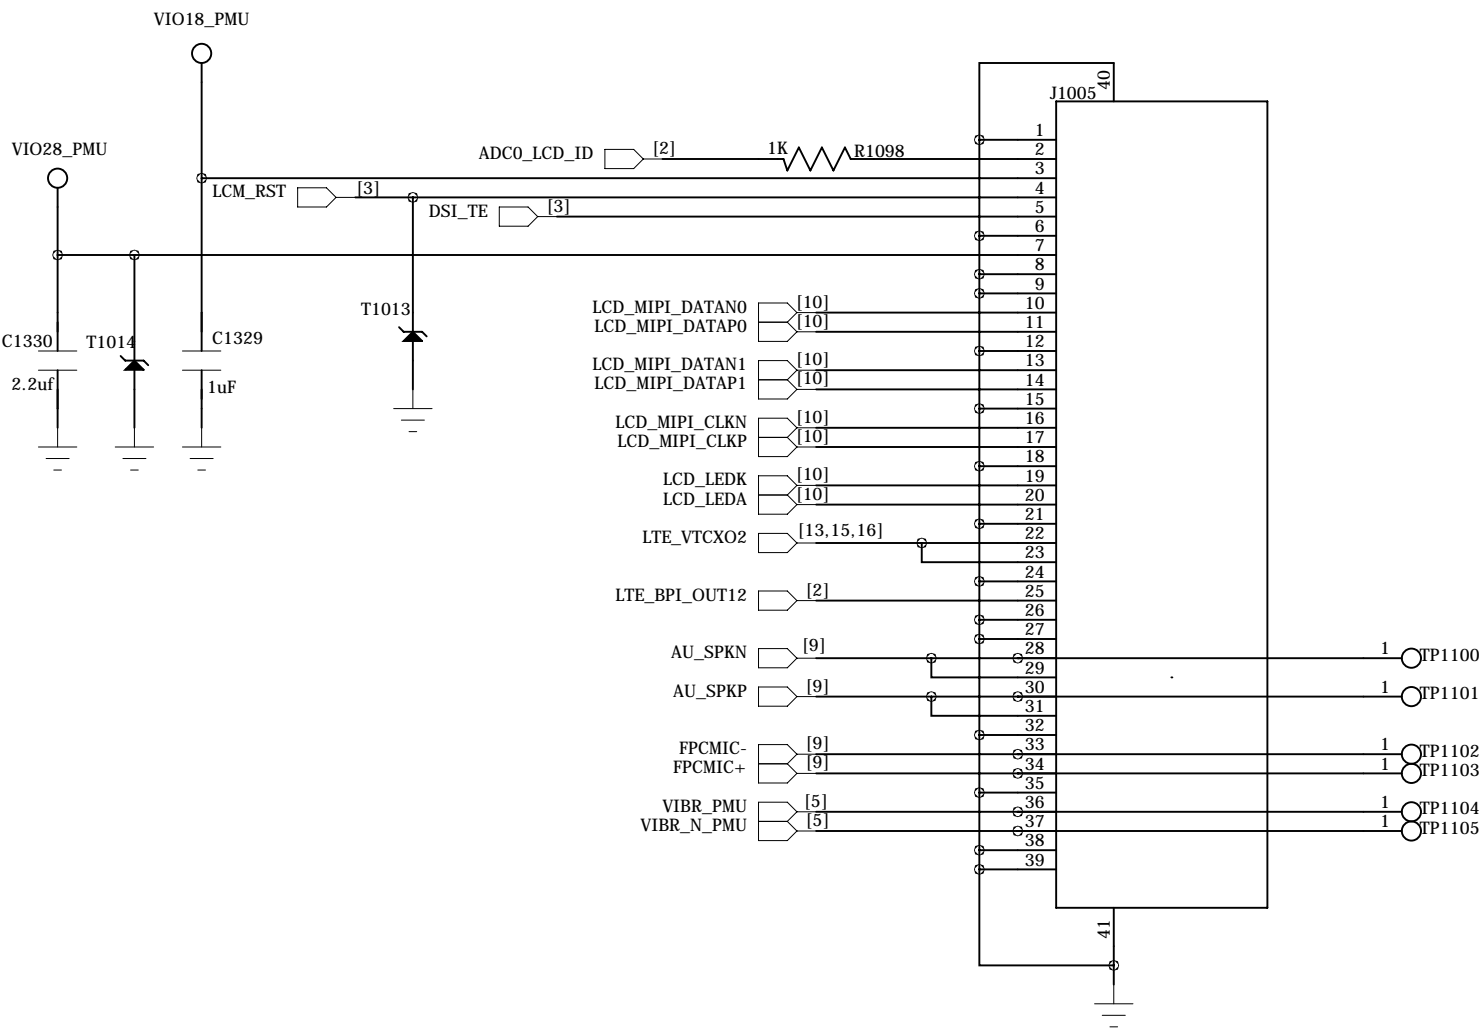 VIO18_PMU
VIO28_PMU
J1005
40
ADC0_LCD_ID [2] 1K R1098
LCM_RST [3]
DSI_TE [3]
1
2
3
4
5
6
7
8
9
LCD_MIPI_DATAN0 [10] 10
LCD_MIPI_DATAP0 [10] 11
12
LCD_MIPI_DATAN1 [10] 13
LCD_MIPI_DATAP1 [10] 14
15
LCD_MIPI_CLKN [10] 16
LCD_MIPI_CLKP [10] 17
18
LCD_LEDK [10] 19
LCD_LEDA [10] 20
21
LTE_VTCXO2 [13,15,16] 22
23
24
LTE_BPI_OUT12 [2] 25
26
27
AU_SPKN [9] 28 1 TP1100
29
AU_SPKP [9] 30 1 TP1101
31
32
FPCMIC- [9] 33 1 TP1102
FPCMIC+ [9] 34 1 TP1103
35
VIBR_PMU [5] 36 1 TP1104
VIBR_N_PMU [5] 37 1 TP1105
38
39
41
T1013
C1330
2.2uf
T1014
C1329
1uF